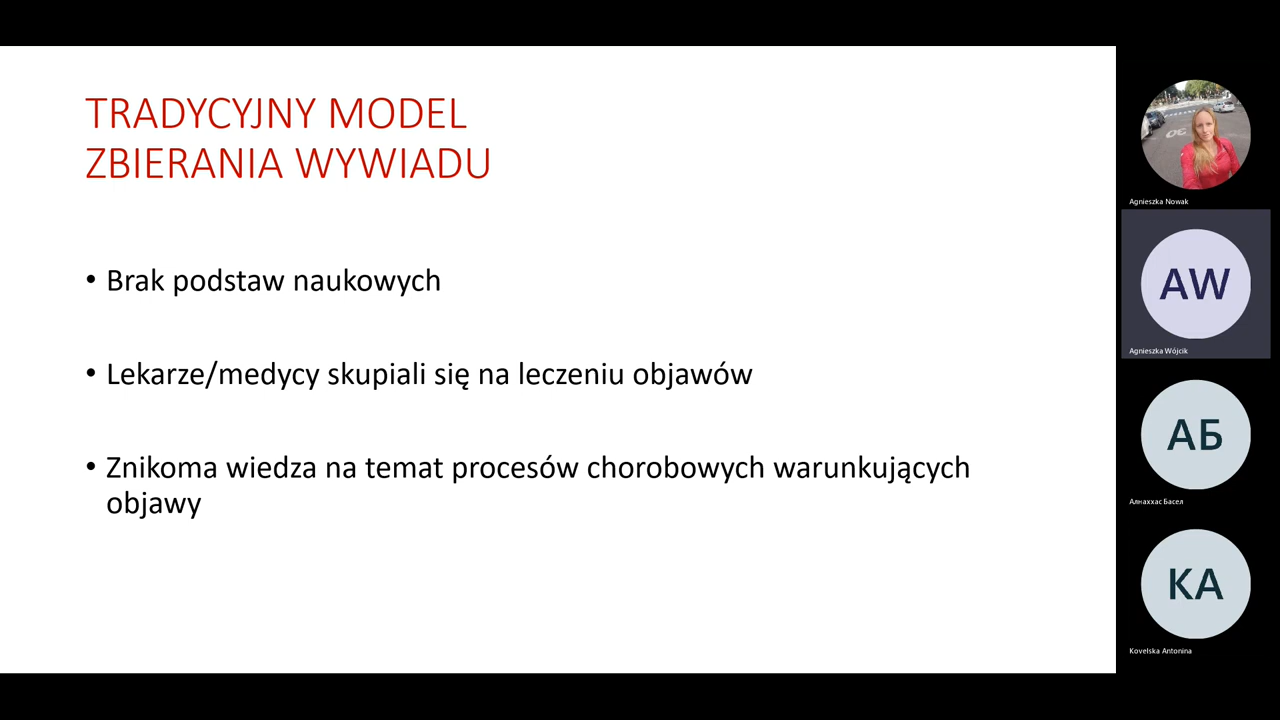 TRADYCYJNY MODEL
ZBIERANIA WYWIADU
• Brak podstaw naukowych
• Lekarze/medycy skupiali się na leczeniu objawów
• Znikoma wiedza na temat procesów chorobowych warunkujących
objawy
Agnieszka Nowak
AW
Agnieszka Wójcik
АБ
Алнаххас Басел
KA
Kovelska Antonina